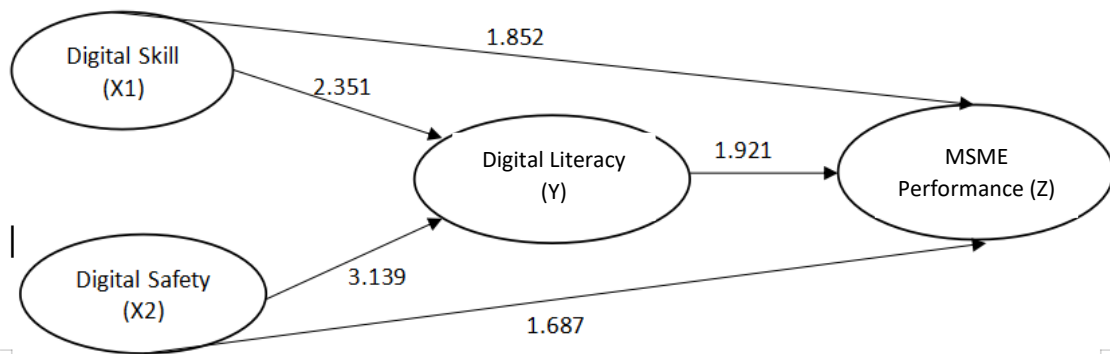 Digital Skill
(X1)
1.852
2.351
Digital Literacy
(Y)
1.921
MSME
Performance (Z)
Digital Safety
(X2)
3.139
1.687